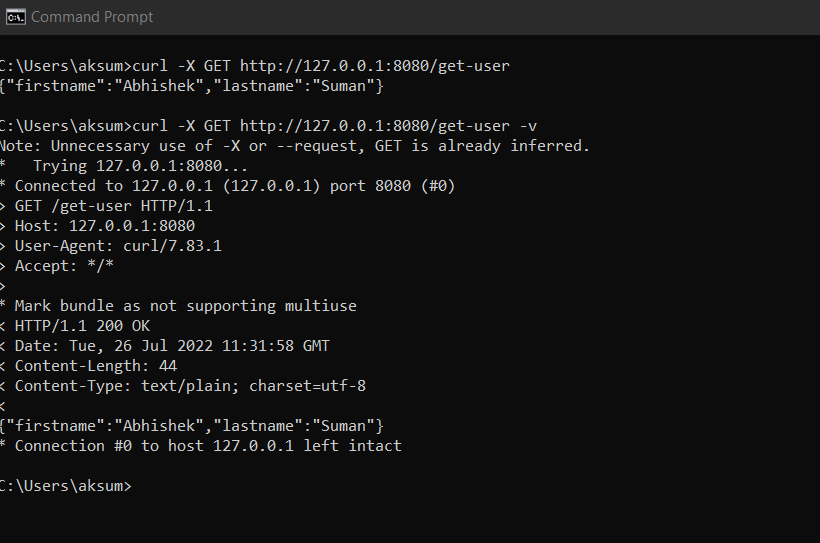 Command Prompt
C:\Users\aksum>curl -X GET http://127.0.0.1:8080/get-user
{"firstname":"Abhishek","lastname":"Suman"}
C:\Users\aksum>curl -X GET http://127.0.0.1:8080/get-user -v
Note: Unnecessary use of -X or --request, GET is already inferred.
*   Trying 127.0.0.1:8080...
* Connected to 127.0.0.1 (127.0.0.1) port 8080 (#0)
> GET /get-user HTTP/1.1
> Host: 127.0.0.1:8080
> User-Agent: curl/7.83.1
> Accept: */*
>
* Mark bundle as not supporting multiuse
< HTTP/1.1 200 OK
< Date: Tue, 26 Jul 2022 11:31:58 GMT
< Content-Length: 44
< Content-Type: text/plain; charset=utf-8
<
{"firstname":"Abhishek","lastname":"Suman"}
* Connection #0 to host 127.0.0.1 left intact
C:\Users\aksum>